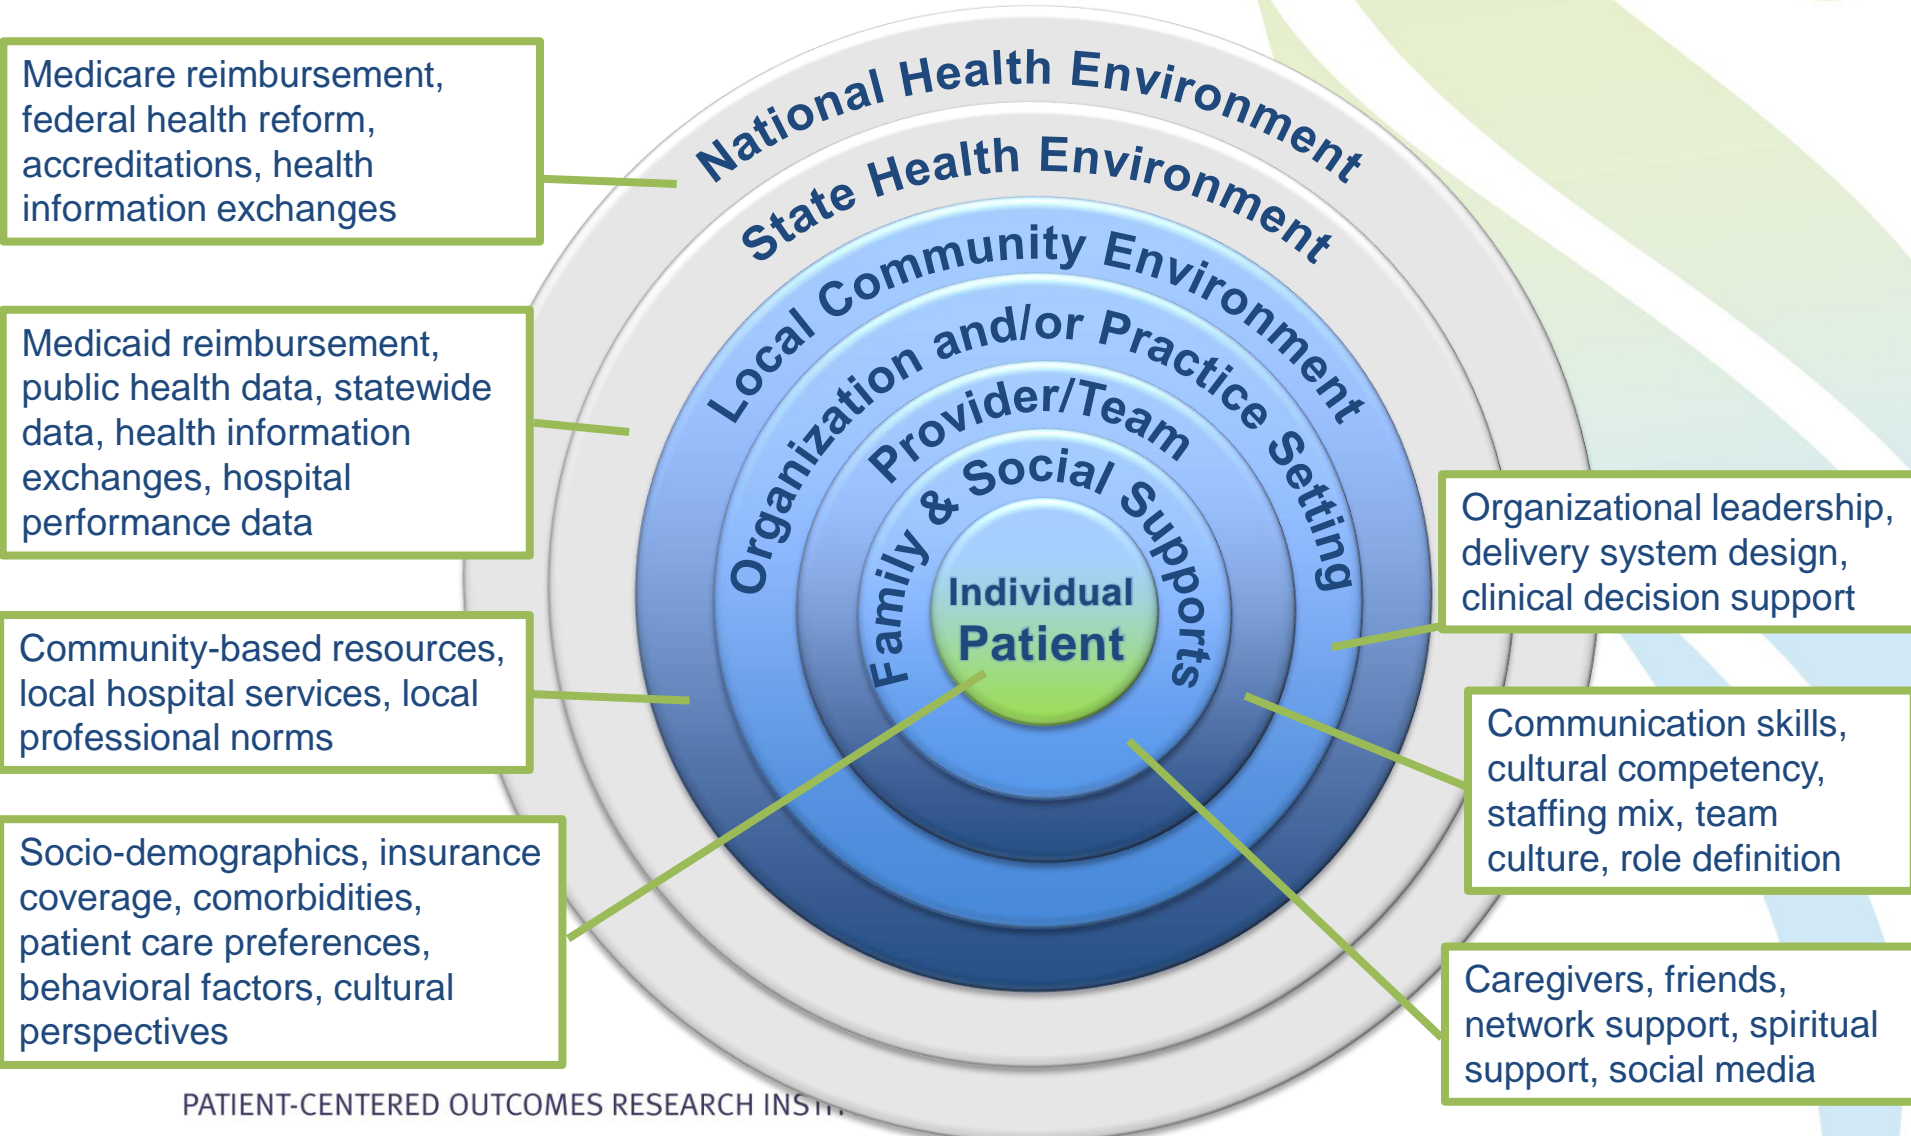 Medicare reimbursement,
federal health reform,
accreditations, health
information exchanges
Medicaid reimbursement,
public health data, statewide
data, health information
exchanges, hospital
performance data
Community-based resources,
local hospital services, local
professional norms
Socio-demographics, insurance
coverage, comorbidities,
patient care preferences,
behavioral factors, cultural
perspectives
National Health Environment
State Health Environment
Local Community Environment
Organization and/or Practice Setting
Provider/Team
Family & Social Supports
Individual
Patient
Organizational leadership,
delivery system design,
clinical decision support
Communication skills,
cultural competency,
staffing mix, team
culture, role definition
Caregivers, friends,
network support, spiritual
support, social media
PATIENT-CENTERED OUTCOMES RESEARCH